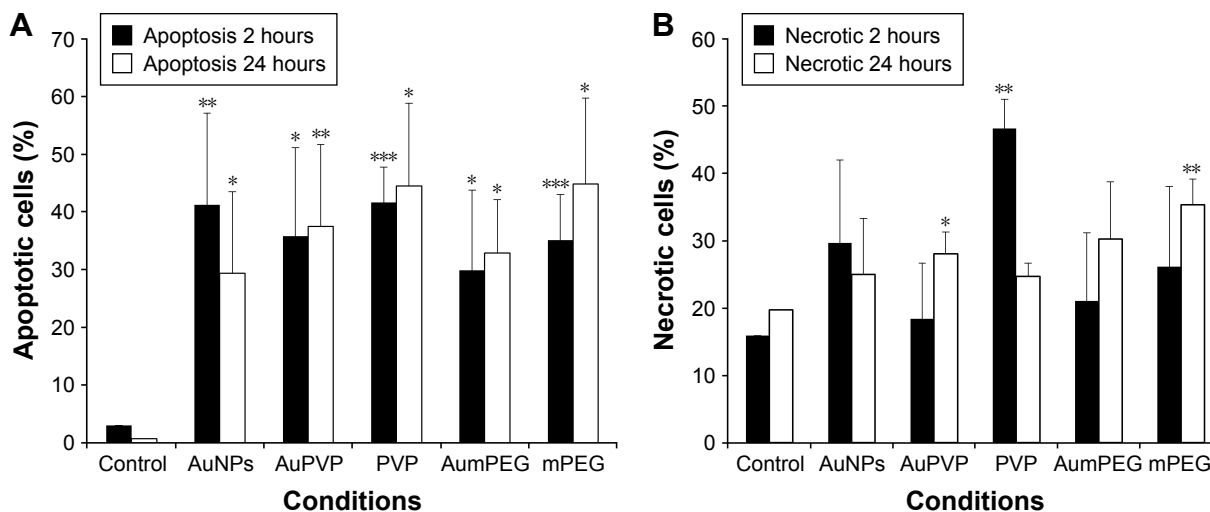 A
Apoptosis 2 hours
Apoptosis 24 hours
Apoptotic cells (%)
70
60
50
40
30
20
10
0
** * * ** *** * * * *** *
Control AuNPs AuPVP PVP AumPEG mPEG
Conditions
B
Necrotic 2 hours
Necrotic 24 hours
Necrotic cells (%)
60
50
40
30
20
10
0
* ** **
Control AuNPs AuPVP PVP AumPEG mPEG
Conditions